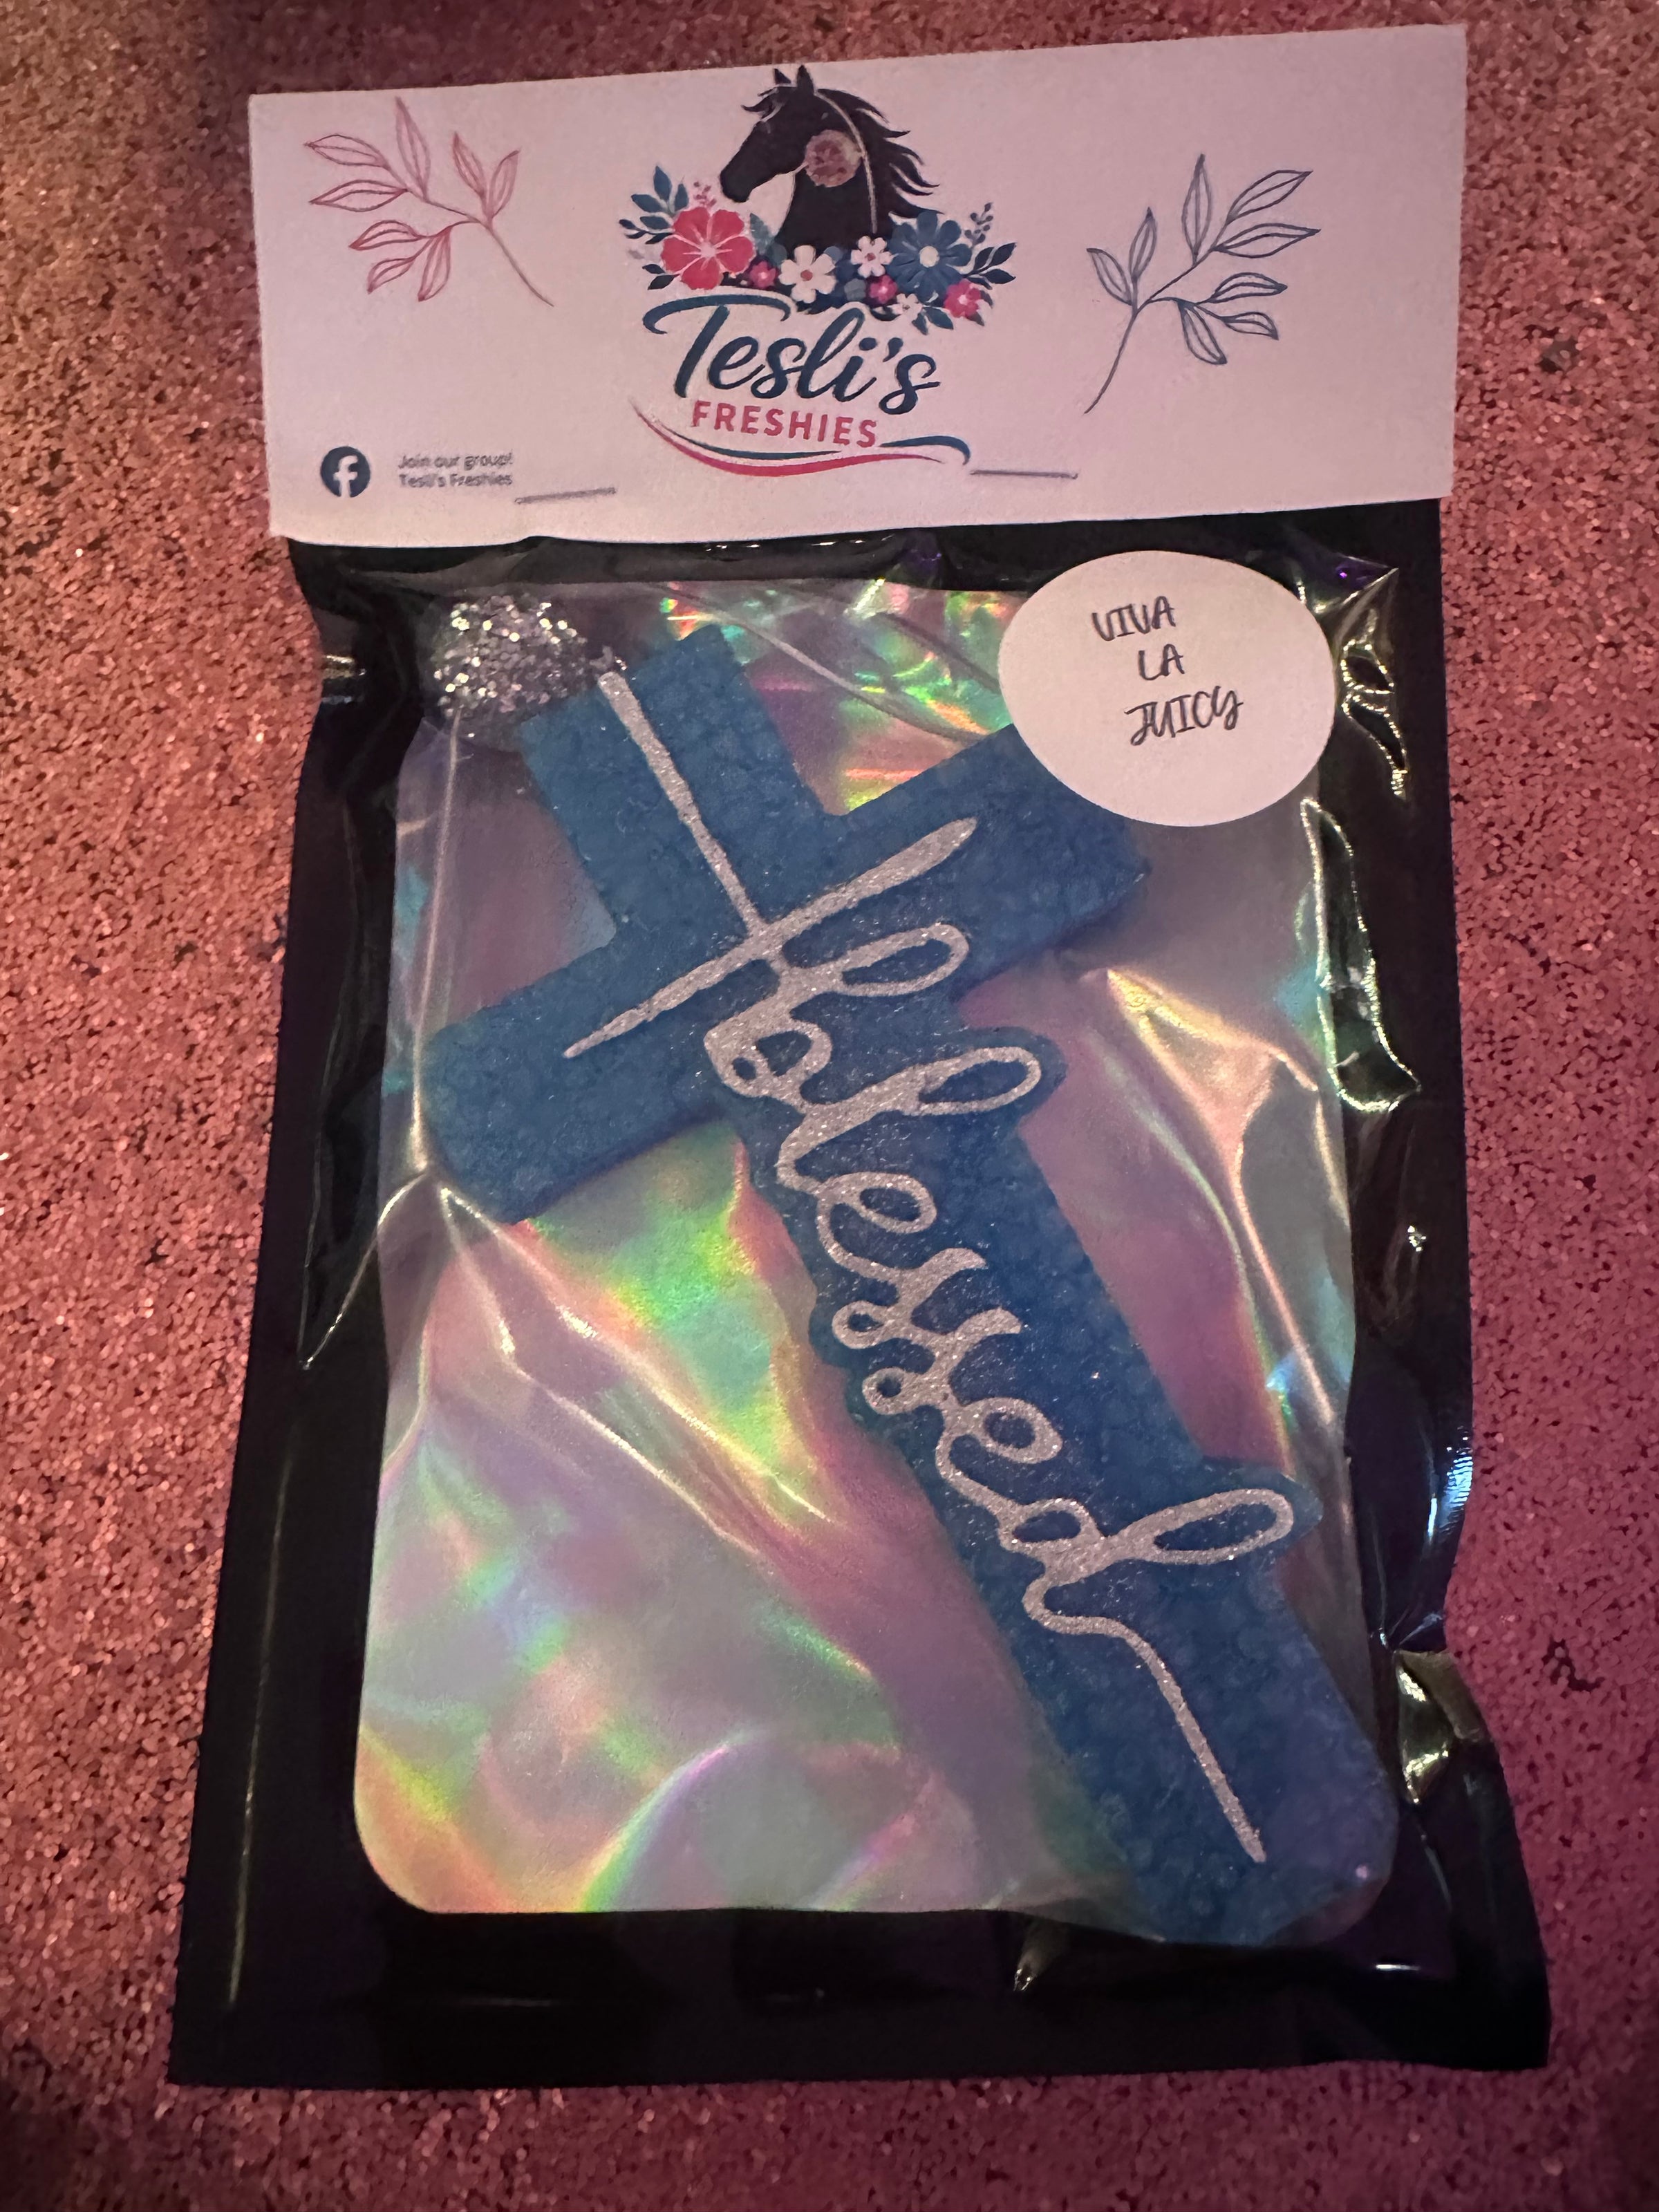 Tesli's
FRESHIES
Join our group!
Tesli's Freshies
VIVA
LA
JUICY
blessed